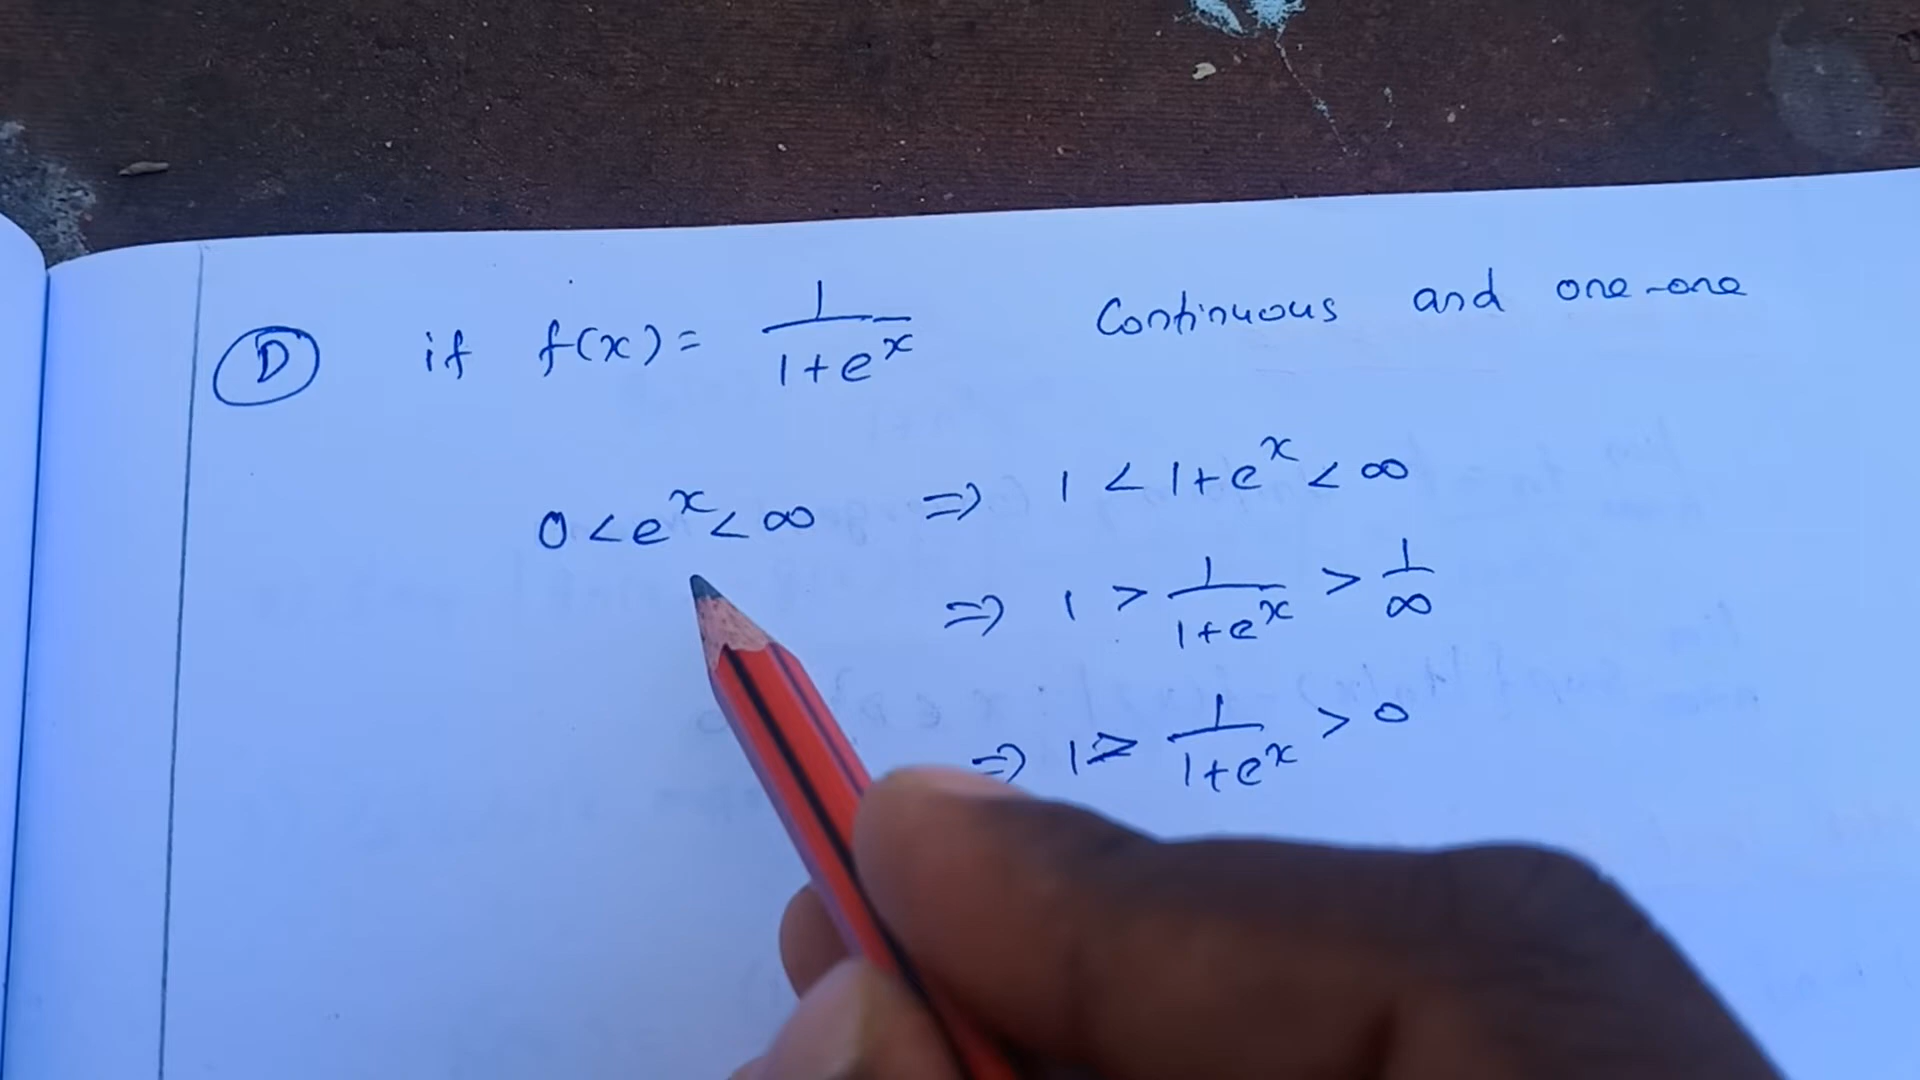 D if f(x) = 1/(1+e^x) Continuous and one-one
0 < e^x < ∞ ⇒ 1 < 1+e^x < ∞
⇒ 1 > 1/(1+e^x) > 1/∞
⇒ 1 > 1/(1+e^x) > 0